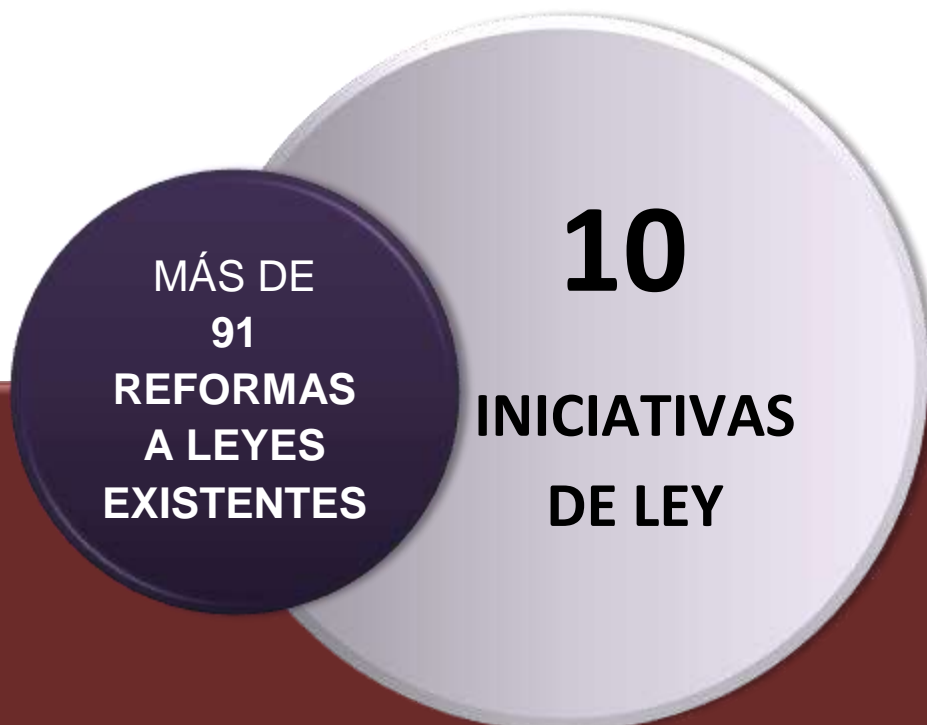 MÁS DE
91
REFORMAS
A LEYES
EXISTENTES
10
INICIATIVAS
DE LEY